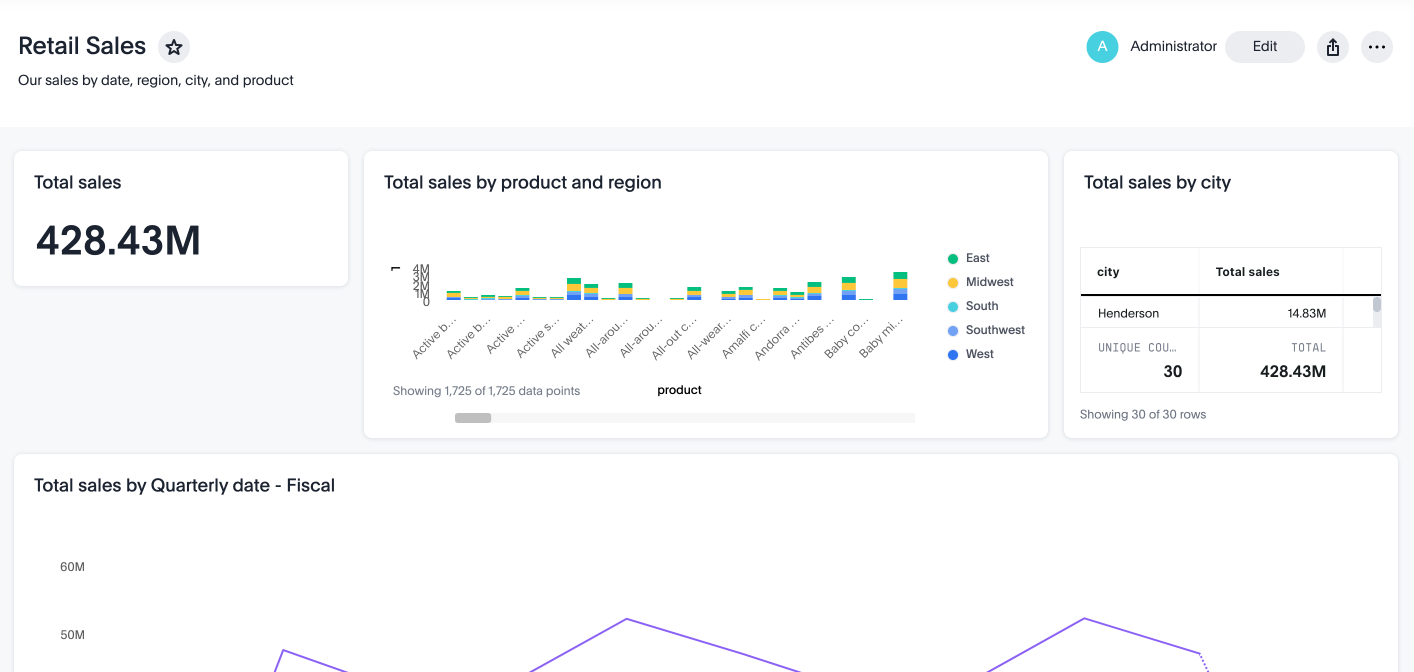 Retail Sales
A Administrator Edit
Our sales by date, region, city, and product
Total sales
428.43M
Total sales by product and region
4M
3M
2M
1M
0
East
Midwest
South
Southwest
West
Active b...
Active b...
Active ...
Active s...
All weat...
All-arou...
All-arou...
All-out c...
All-wear...
Amalfi c...
Andorra ...
Antibes ...
Baby co...
Baby mi...
Showing 1,725 of 1,725 data points
product
Total sales by city
city Total sales
Henderson 14.83M
UNIQUE COU… TOTAL
30 428.43M
Showing 30 of 30 rows
Total sales by Quarterly date - Fiscal
60M
50M